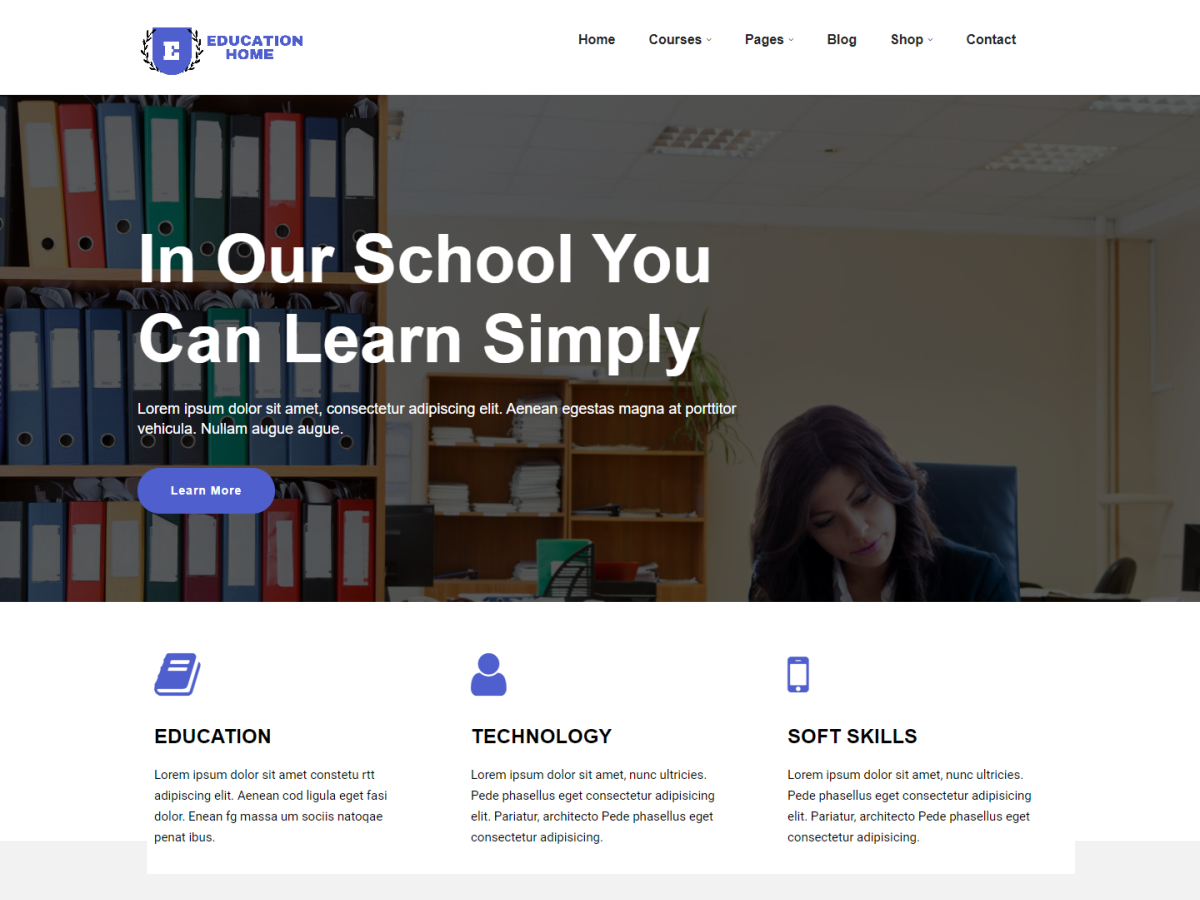 E
EDUCATION
HOME
Home Courses Pages Blog Shop Contact
In Our School You
Can Learn Simply
Lorem ipsum dolor sit amet, consectetur adipiscing elit. Aenean egestas magna at porttitor
vehicula. Nullam augue augue.
Learn More
EDUCATION
Lorem ipsum dolor sit amet constetu rtt
adipiscing elit. Aenean cod ligula eget fasi
dolor. Enean fg massa um sociis natoqae
penat ibus.
TECHNOLOGY
Lorem ipsum dolor sit amet, nunc ultricies.
Pede phasellus eget consectetur adipisicing
elit. Pariatur, architecto Pede phasellus eget
consectetur adipisicing.
SOFT SKILLS
Lorem ipsum dolor sit amet, nunc ultricies.
Pede phasellus eget consectetur adipisicing
elit. Pariatur, architecto Pede phasellus eget
consectetur adipisicing.